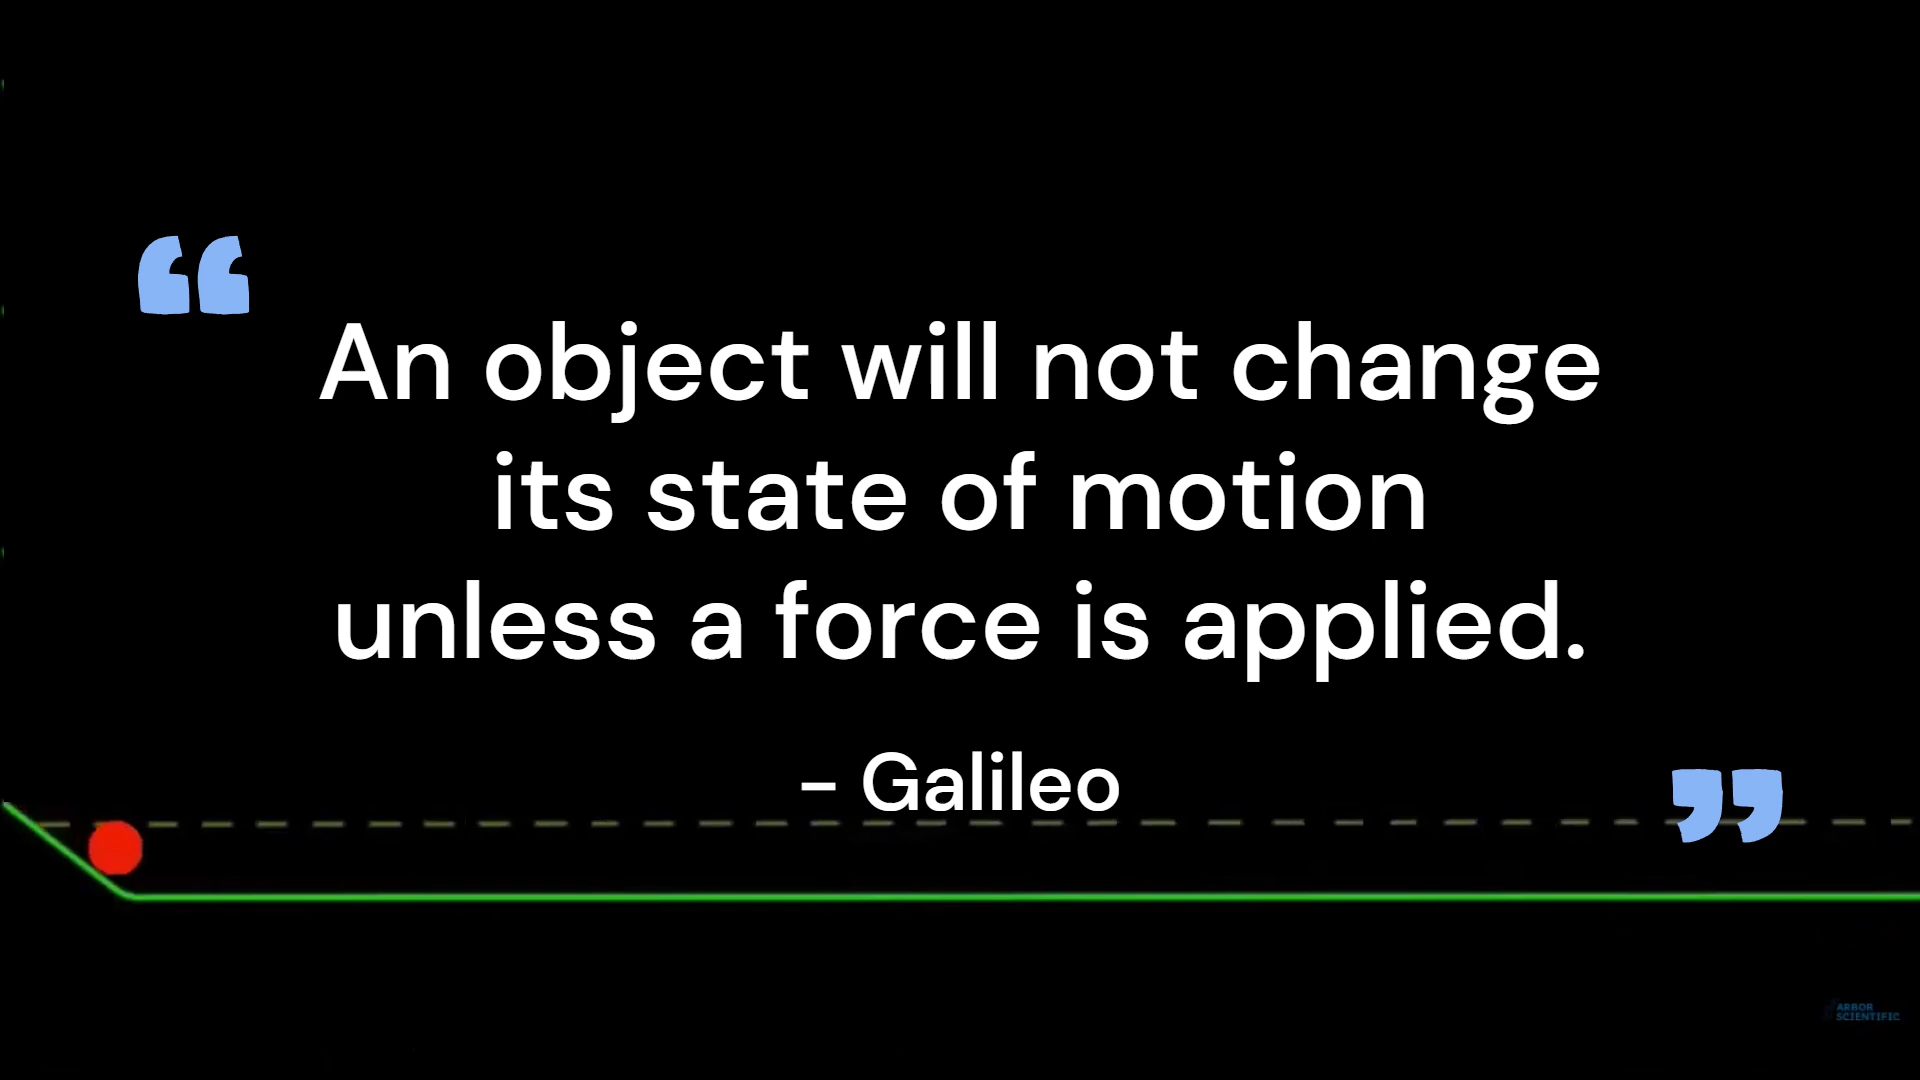 “
An object will not change
its state of motion
unless a force is applied.
– Galileo
”
ARBOR
SCIENTIFIC